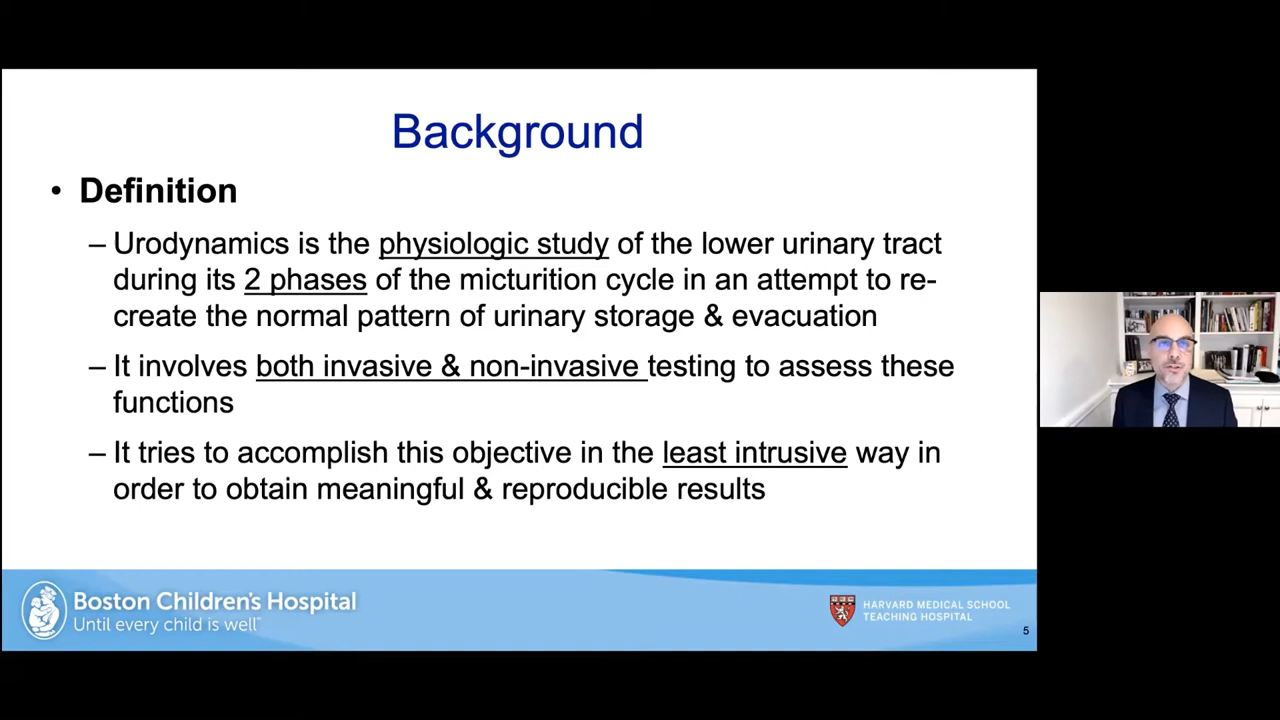 Background
• Definition
– Urodynamics is the physiologic study of the lower urinary tract
during its 2 phases of the micturition cycle in an attempt to re-
create the normal pattern of urinary storage & evacuation
– It involves both invasive & non-invasive testing to assess these
functions
– It tries to accomplish this objective in the least intrusive way in
order to obtain meaningful & reproducible results
Boston Children's Hospital
Until every child is well™
HARVARD MEDICAL SCHOOL
TEACHING HOSPITAL
5